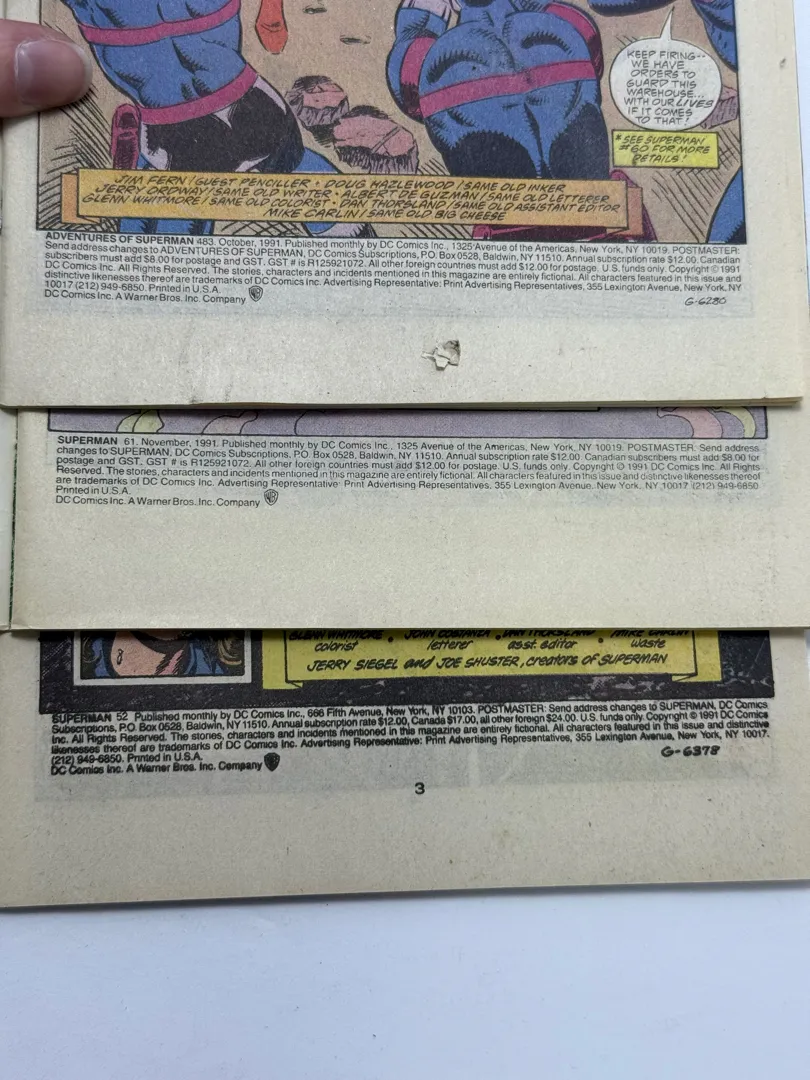 KEEP FIRING--
WE HAVE
ORDERS TO
GUARD THIS
WAREHOUSE...
WITH OUR LIVES
IF IT COMES
TO THAT!
*SEE SUPERMAN
#60 FOR MORE
DETAILS!
JIM FERN/GUEST PENCILLER • DOUG HAZLEWOOD/SAME OLD INKER
JERRY ORDWAY/SAME OLD WRITER • ALBERT DE GUZMAN/SAME OLD LETTERER
GLENN WHITMORE/SAME OLD COLORIST • DAN THORSLAND/SAME OLD ASSISTANT EDITOR
MIKE CARLIN/SAME OLD BIG CHEESE
ADVENTURES OF SUPERMAN 483. October, 1991. Published monthly by DC Comics Inc., 1325 Avenue of the Americas, New York, NY 10019. POSTMASTER:
Send address changes to ADVENTURES OF SUPERMAN, DC Comics Subscriptions, P.O. Box 0528, Baldwin, NY 11510. Annual subscription rate $12.00. Canadian
subscribers must add $8.00 for postage and GST. GST # is R125921072. All other foreign countries must add $12.00 for postage. U.S. funds only. Copyright © 1991
DC Comics Inc. All Rights Reserved. The stories, characters and incidents mentioned in this magazine are entirely fictional. All characters featured in this issue and
distinctive likenesses thereof are trademarks of DC Comics Inc. Advertising Representative: Print Advertising Representatives, 355 Lexington Avenue, New York, NY
10017 (212) 949-6850. Printed in U.S.A.
DC Comics Inc. A Warner Bros. Inc. Company
G-6280
SUPERMAN 61. November, 1991. Published monthly by DC Comics Inc., 1325 Avenue of the Americas, New York, NY 10019. POSTMASTER: Send address
changes to SUPERMAN, DC Comics Subscriptions, P.O. Box 0528, Baldwin, NY 11510. Annual subscription rate $12.00. Canadian subscribers must add $8.00 for
postage and GST. GST # is R125921072. All other foreign countries must add $12.00 for postage. U.S. funds only. Copyright © 1991 DC Comics Inc. All Rights
Reserved. The stories, characters and incidents mentioned in this magazine are entirely fictional. All characters featured in this issue and distinctive likenesses thereof
are trademarks of DC Comics Inc. Advertising Representative: Print Advertising Representatives, 355 Lexington Avenue, New York, NY 10017 (212) 949-6850
Printed in U.S.A.
DC Comics Inc. A Warner Bros. Inc. Company
GLENN WHITMORE • JOHN COSTANZA • DAN THORSLAND • MIKE CARLIN
colorist letterer asst. editor waste
JERRY SIEGEL and JOE SHUSTER, creators of SUPERMAN
SUPERMAN 52 Published monthly by DC Comics Inc., 666 Fifth Avenue, New York, NY 10103. POSTMASTER: Send address changes to SUPERMAN, DC Comics
Subscriptions, P.O. Box 0528, Baldwin, NY 11510. Annual subscription rate $12.00, Canada $17.00, all other foreign $24.00. U.S. funds only. Copyright © 1991 DC Comics
Inc. All Rights Reserved. The stories, characters and incidents mentioned in this magazine are entirely fictional. All characters featured in this issue and distinctive
likenesses thereof are trademarks of DC Comics Inc. Advertising Representative: Print Advertising Representatives, 355 Lexington Avenue, New York, NY 10017.
(212) 949-6850. Printed in U.S.A.
DC Comics Inc. A Warner Bros. Inc. Company
G-6378
3